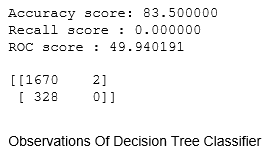 Accuracy score: 83.500000
Recall score : 0.000000
ROC score : 49.940191
[[1670 2]
[ 328 0]]
Observations Of Decision Tree Classifier